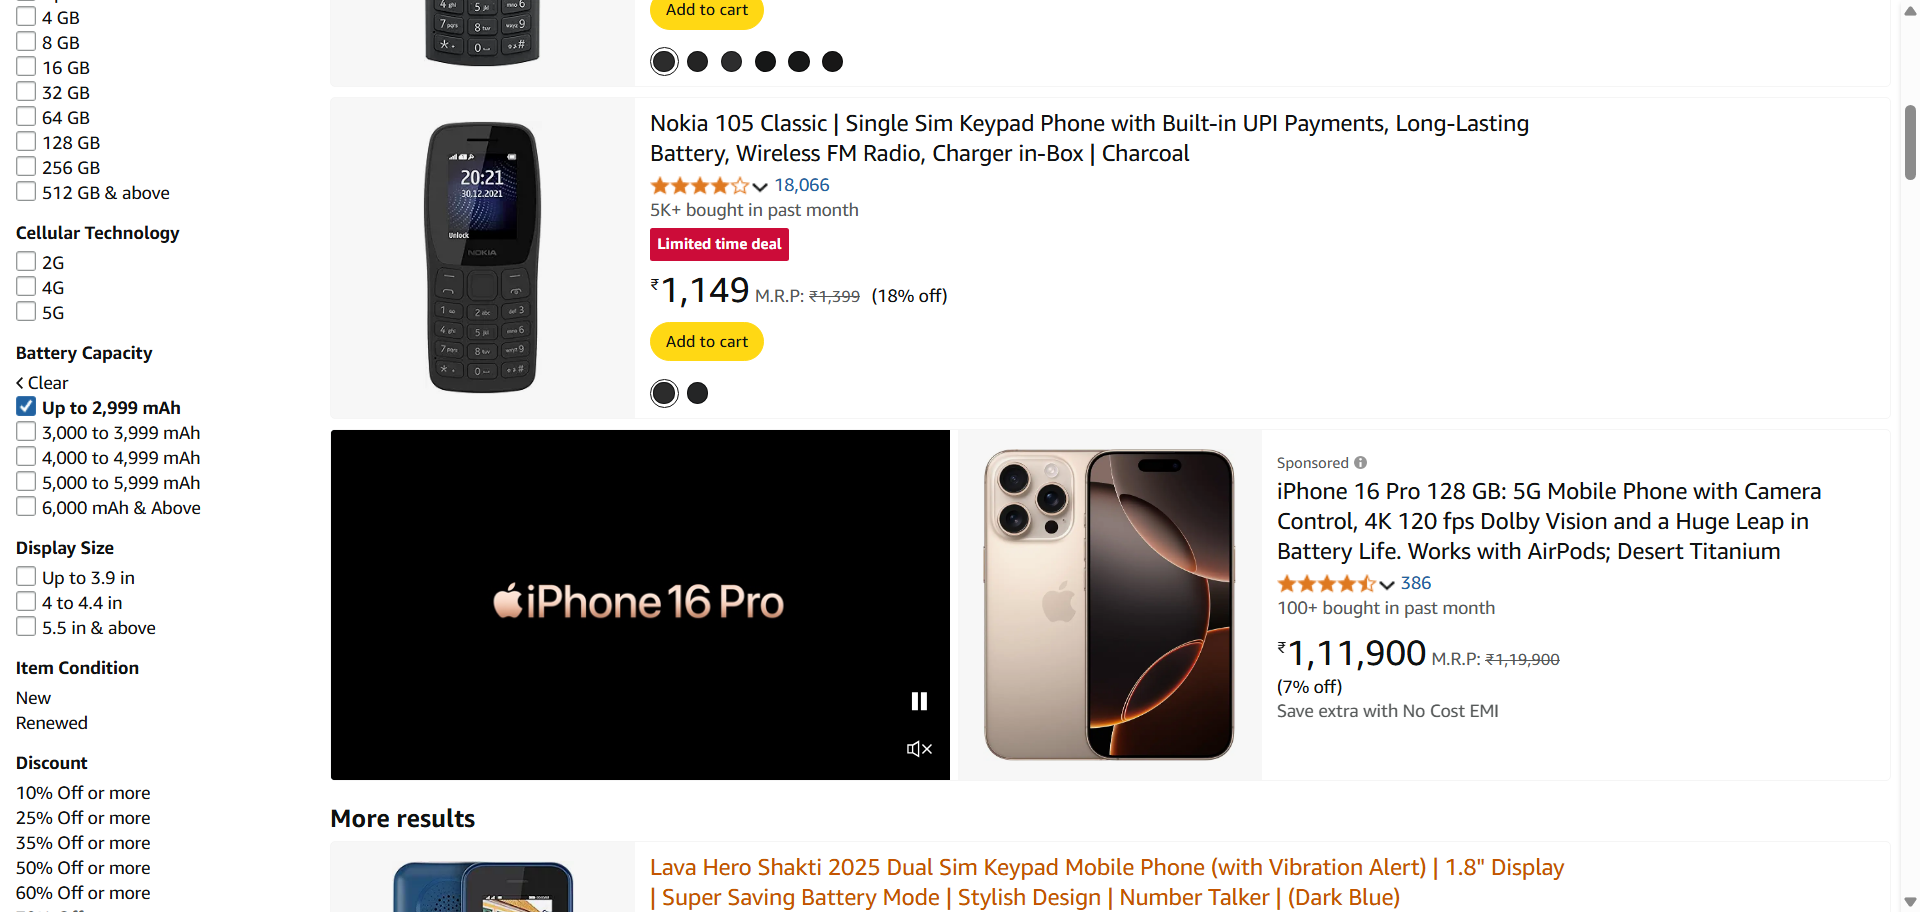 4 GB
8 GB
16 GB
32 GB
64 GB
128 GB
256 GB
512 GB & above
Cellular Technology
2G
4G
5G
Battery Capacity
Clear
Up to 2,999 mAh
3,000 to 3,999 mAh
4,000 to 4,999 mAh
5,000 to 5,999 mAh
6,000 mAh & Above
Display Size
Up to 3.9 in
4 to 4.4 in
5.5 in & above
Item Condition
New
Renewed
Discount
10% Off or more
25% Off or more
35% Off or more
50% Off or more
60% Off or more
Add to cart
20:21
30.12.2021
Unlock
NOKIA
Nokia 105 Classic | Single Sim Keypad Phone with Built-in UPI Payments, Long-Lasting
Battery, Wireless FM Radio, Charger in-Box | Charcoal
18,066
5K+ bought in past month
Limited time deal
₹1,149 M.R.P: ₹1,399 (18% off)
Add to cart
iPhone 16 Pro
Sponsored
iPhone 16 Pro 128 GB: 5G Mobile Phone with Camera
Control, 4K 120 fps Dolby Vision and a Huge Leap in
Battery Life. Works with AirPods; Desert Titanium
386
100+ bought in past month
₹1,11,900 M.R.P: ₹1,19,900
(7% off)
Save extra with No Cost EMI
More results
Lava Hero Shakti 2025 Dual Sim Keypad Mobile Phone (with Vibration Alert) | 1.8" Display
| Super Saving Battery Mode | Stylish Design | Number Talker | (Dark Blue)